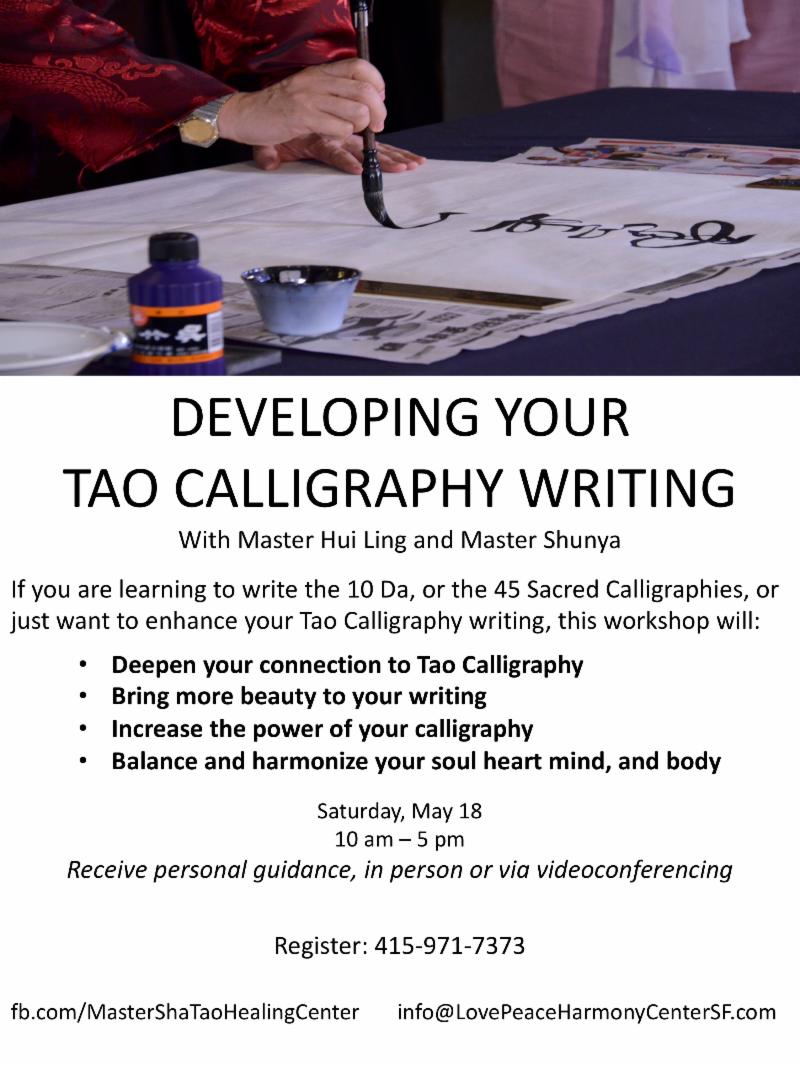 DEVELOPING YOUR
TAO CALLIGRAPHY WRITING
With Master Hui Ling and Master Shunya
If you are learning to write the 10 Da, or the 45 Sacred Calligraphies, or
just want to enhance your Tao Calligraphy writing, this workshop will:
• Deepen your connection to Tao Calligraphy
• Bring more beauty to your writing
• Increase the power of your calligraphy
• Balance and harmonize your soul heart mind, and body
Saturday, May 18
10 am – 5 pm
Receive personal guidance, in person or via videoconferencing
Register: 415-971-7373
fb.com/MasterShaTaoHealingCenter info@LovePeaceHarmonyCenterSF.com